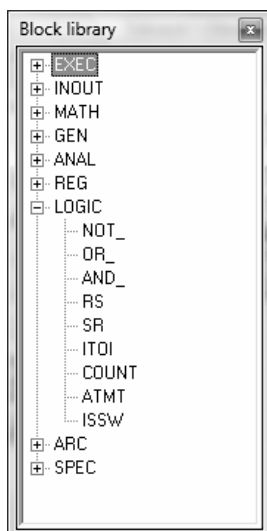 Block library
EXEC
INOUT
MATH
GEN
ANAL
REG
LOGIC
NOT_
OR_
AND_
RS
SR
ITOI
COUNT
ATMT
ISSW
ARC
SPEC